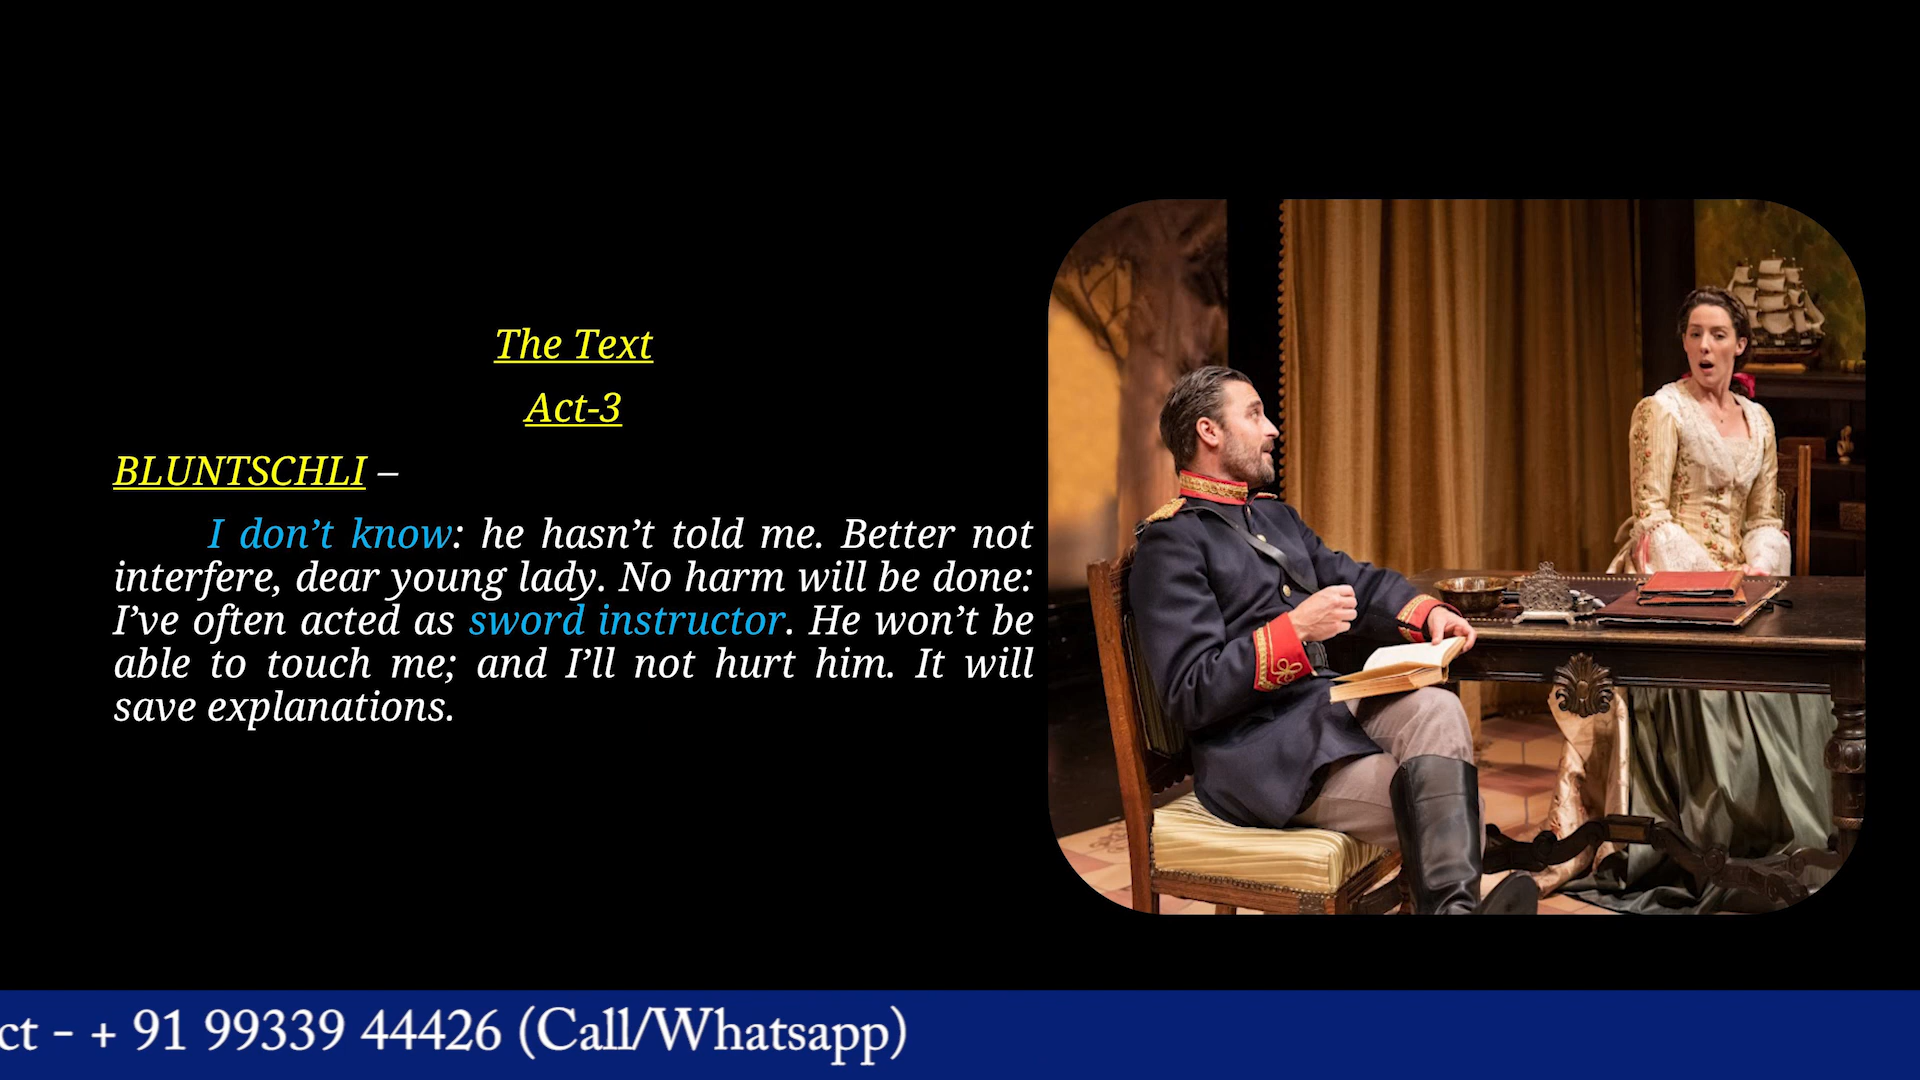 The Text
Act-3
BLUNTSCHLI –
I don’t know: he hasn’t told me. Better not
interfere, dear young lady. No harm will be done:
I’ve often acted as sword instructor. He won’t be
able to touch me; and I’ll not hurt him. It will
save explanations.
ct - + 91 99339 44426 (Call/Whatsapp)